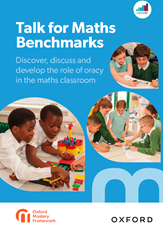 Talk for Maths
Benchmarks
Discover, discuss and
develop the role of oracy
in the maths classroom
Oxford
Mastery
Framework
OXFORD